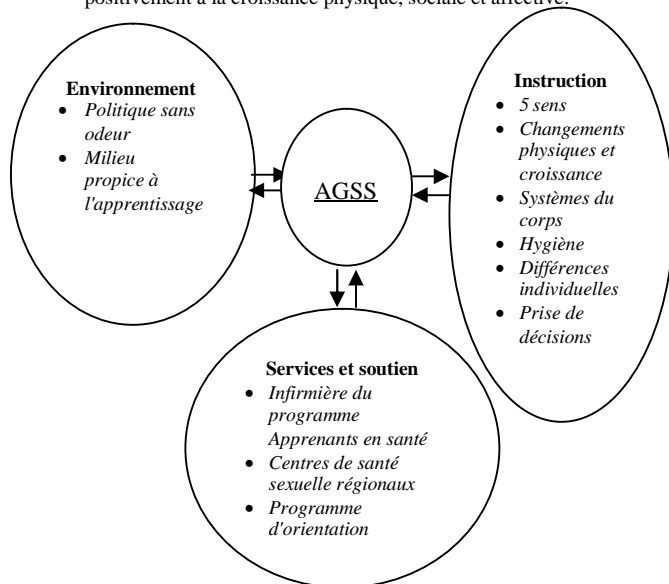 positivement à la croissance physique, sociale et affective.
Environnement
• Politique sans
odeur
• Milieu
propice à
l'apprentissage
AGSS
Instruction
• 5 sens
• Changements
physiques et
croissance
• Systèmes du
corps
• Hygiène
• Différences
individuelles
• Prise de
décisions
Services et soutien
• Infirmière du
programme
Apprenants en santé
• Centres de santé
sexuelle régionaux
• Programme
d'orientation